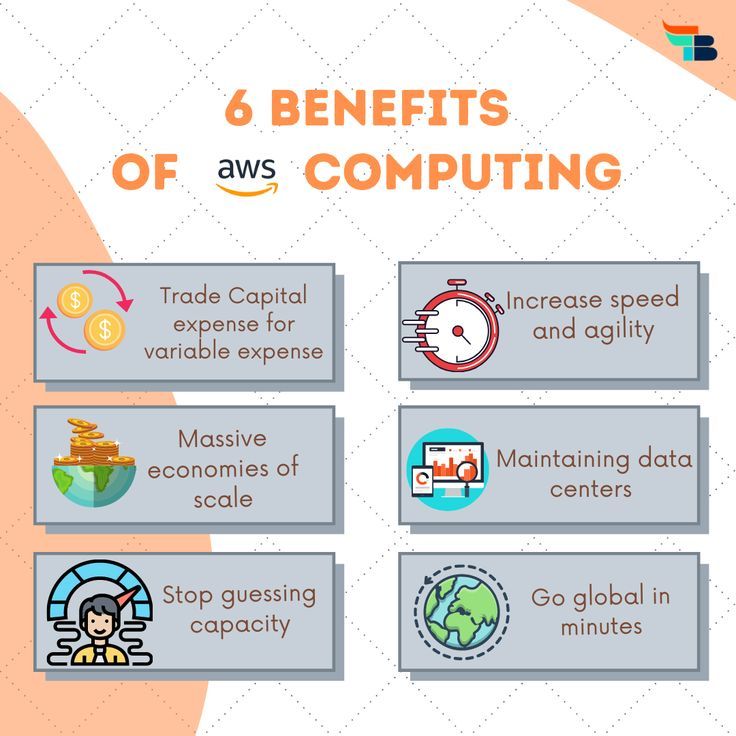 6 BENEFITS
OF aws COMPUTING
Trade Capital
expense for
variable expense
Increase speed
and agility
Massive
economies of
scale
Maintaining data
centers
Stop guessing
capacity
Go global in
minutes